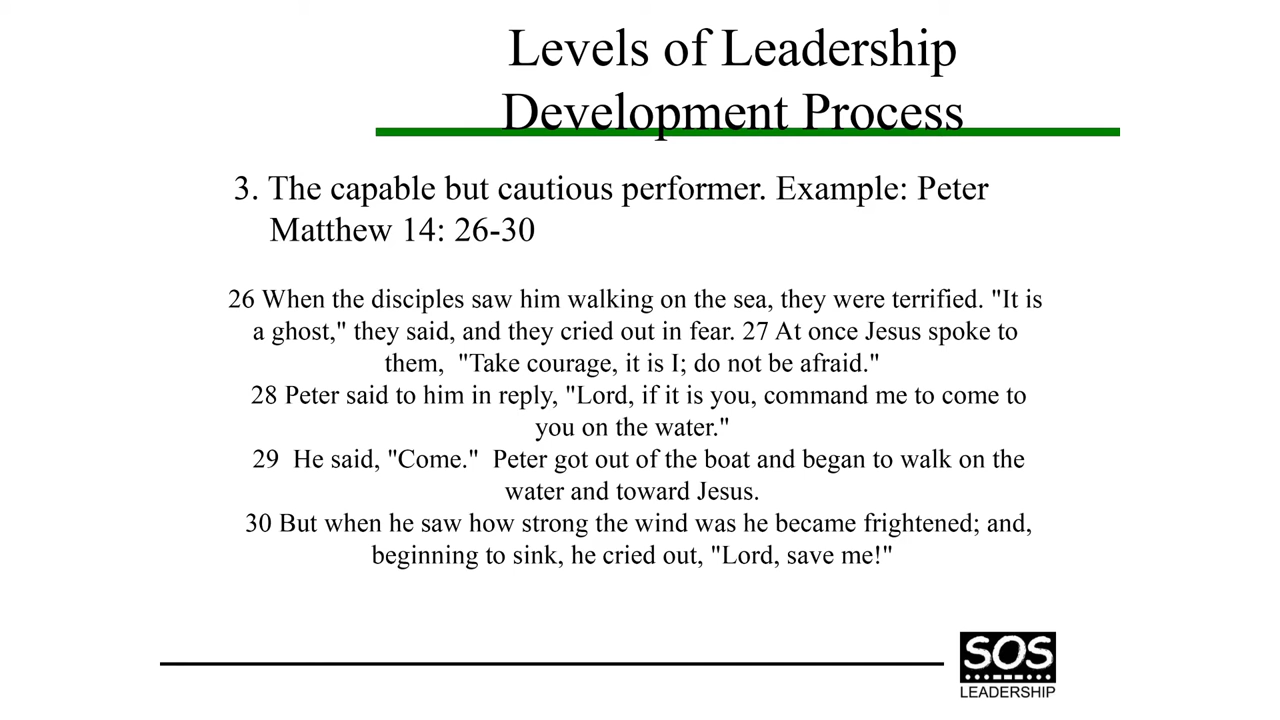 Levels of Leadership
Development Process
3. The capable but cautious performer. Example: Peter
Matthew 14: 26-30
26 When the disciples saw him walking on the sea, they were terrified. "It is
a ghost," they said, and they cried out in fear. 27 At once Jesus spoke to
them,  "Take courage, it is I; do not be afraid."
28 Peter said to him in reply, "Lord, if it is you, command me to come to
you on the water."
29  He said, "Come."  Peter got out of the boat and began to walk on the
water and toward Jesus.
30 But when he saw how strong the wind was he became frightened; and,
beginning to sink, he cried out, "Lord, save me!"
SOS
LEADERSHIP